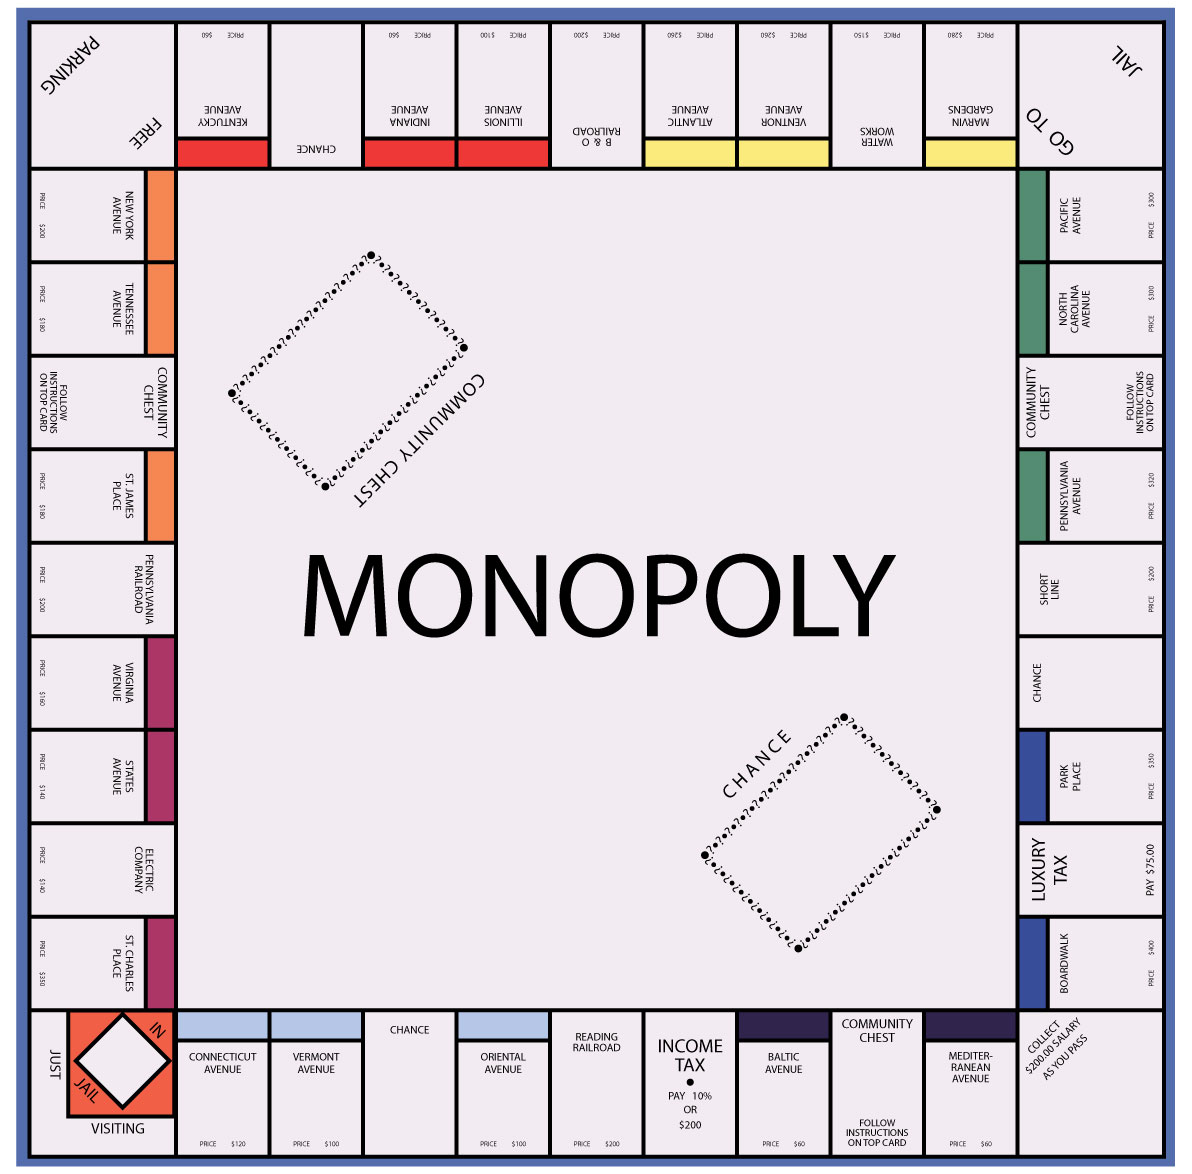 PARKING
FREE
PRICE $60
KENTUCKY
AVENUE
CHANCE
PRICE $60
INDIANA
AVENUE
PRICE $100
ILLINOIS
AVENUE
PRICE $200
B & O
RAILROAD
PRICE $260
ATLANTIC
AVENUE
PRICE $260
VENTNOR
AVENUE
PRICE $150
WATER
WORKS
PRICE $280
MARVIN
GARDENS
GO TO
JAIL
NEW YORK
AVENUE
PRICE $200
TENNESSEE
AVENUE
PRICE $180
COMMUNITY
CHEST
FOLLOW
INSTRUCTIONS
ON TOP CARD
ST. JAMES
PLACE
PRICE $180
PENNSYLVANIA
RAILROAD
PRICE $200
VIRGINIA
AVENUE
PRICE $160
STATES
AVENUE
PRICE $140
ELECTRIC
COMPANY
PRICE $140
ST. CHARLES
PLACE
PRICE $350
COMMUNITY CHEST
MONOPOLY
CHANCE
PACIFIC
AVENUE
PRICE $300
NORTH
CAROLINA
AVENUE
PRICE $300
COMMUNITY
CHEST
FOLLOW
INSTRUCTIONS
ON TOP CARD
PENNSYLVANIA
AVENUE
PRICE $320
SHORT
LINE
PRICE $200
CHANCE
PARK
PLACE
PRICE $350
LUXURY
TAX
PAY $75.00
BOARDWALK
PRICE $400
JUST
VISITING
IN
JAIL
CONNECTICUT
AVENUE
PRICE $120
VERMONT
AVENUE
PRICE $100
CHANCE
ORIENTAL
AVENUE
PRICE $100
READING
RAILROAD
PRICE $200
INCOME
TAX
PAY 10%
OR
$200
BALTIC
AVENUE
PRICE $60
COMMUNITY
CHEST
FOLLOW
INSTRUCTIONS
ON TOP CARD
MEDITER-
RANEAN
AVENUE
PRICE $60
COLLECT
$200.00 SALARY
AS YOU PASS